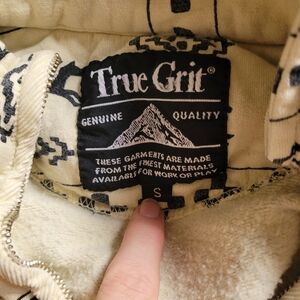 True Grit®
GENUINE QUALITY
THESE GARMENTS ARE MADE
FROM THE FINEST MATERIALS
AVAILABLE FOR WORK OR PLAY
S